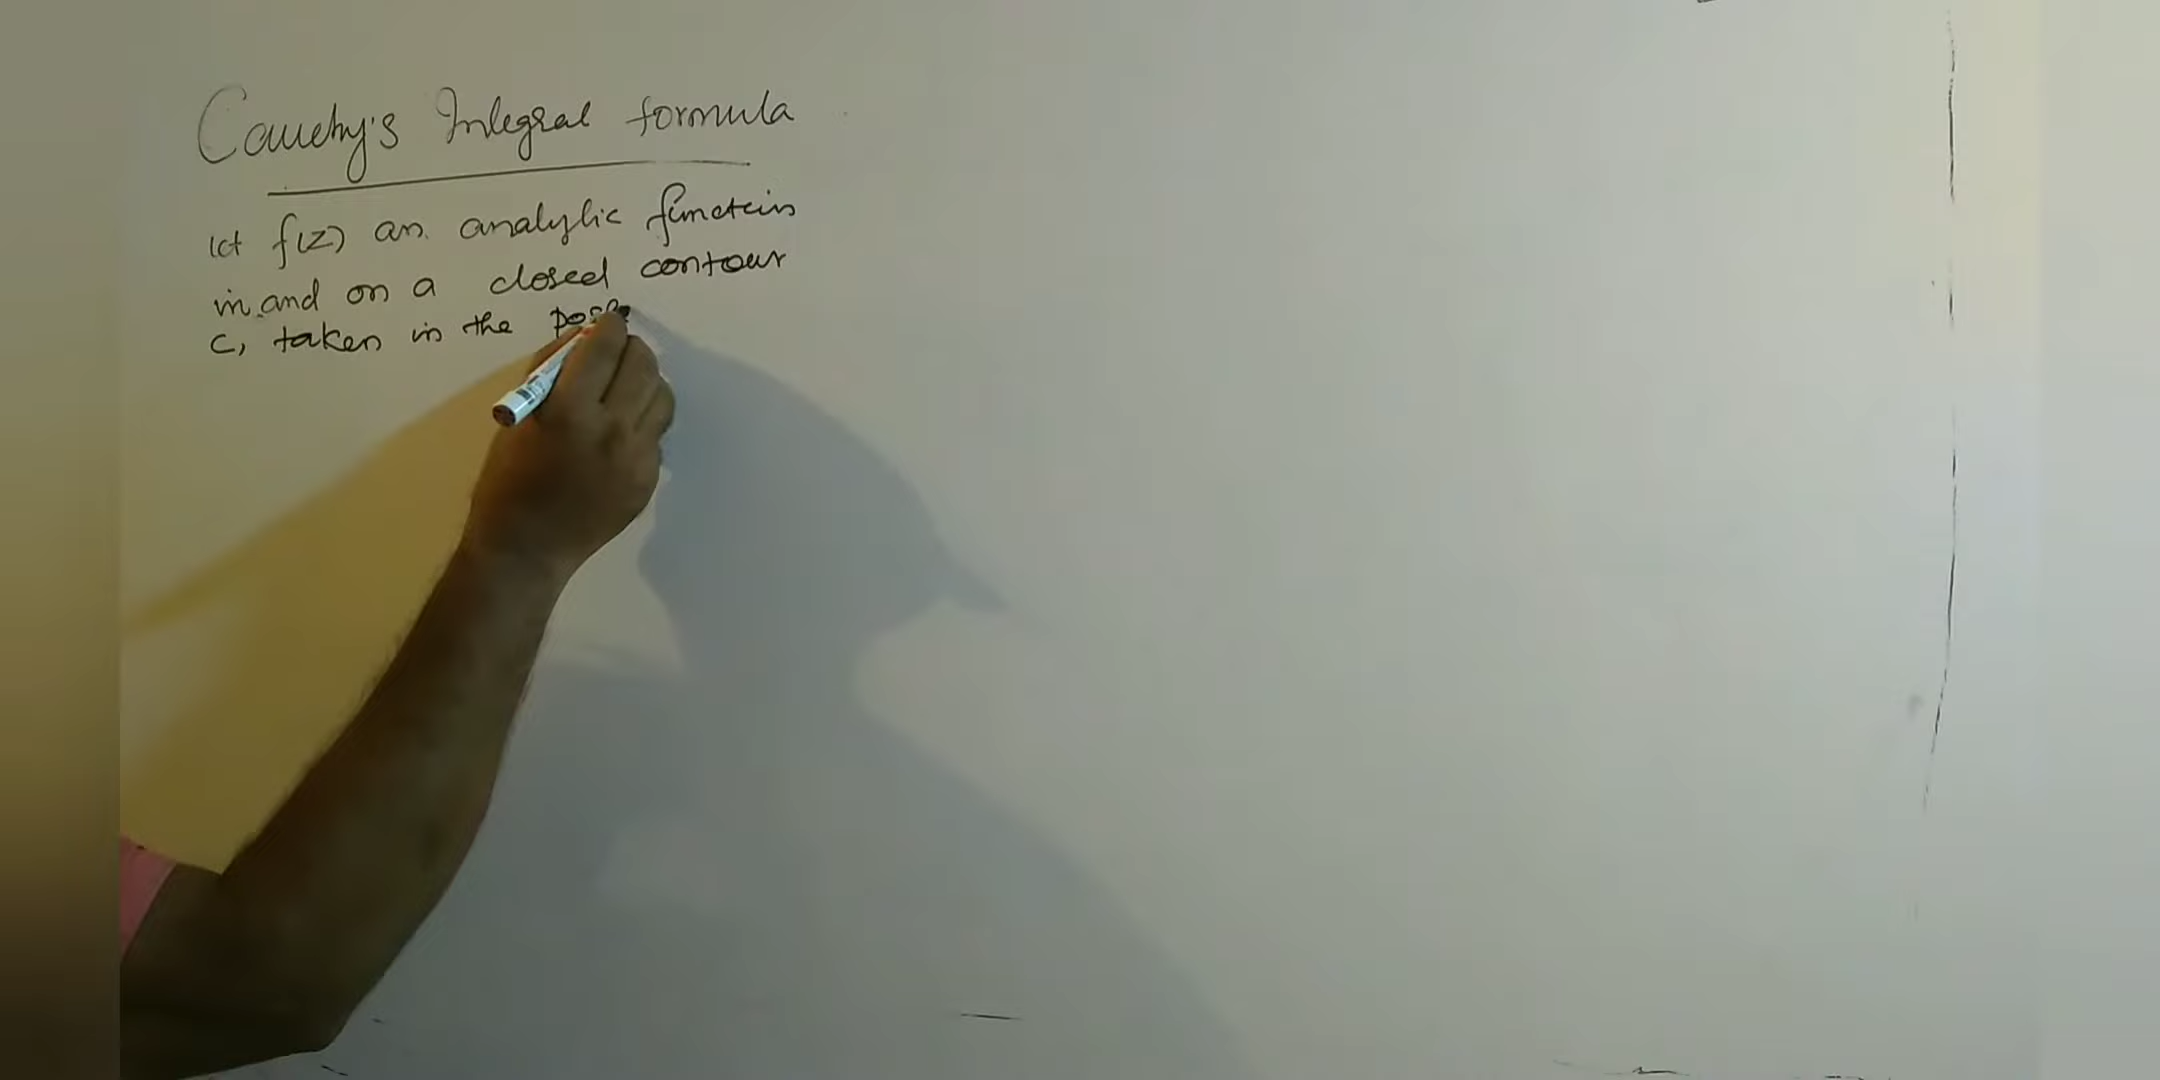 Cauchy's Integral formula
let f(z) an analytic function
in and on a closed contour
C, taken in the